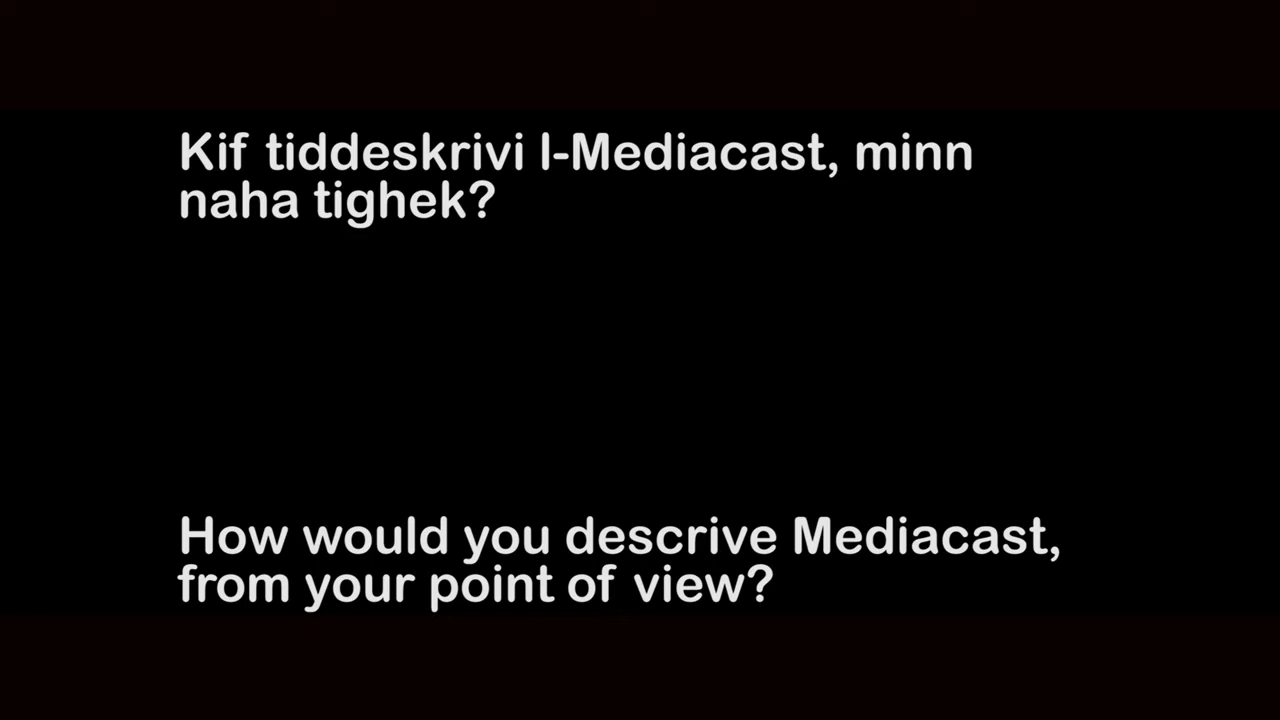 Kif tiddeskrivi l-Mediacast, minn
naha tighek?
How would you descrive Mediacast,
from your point of view?